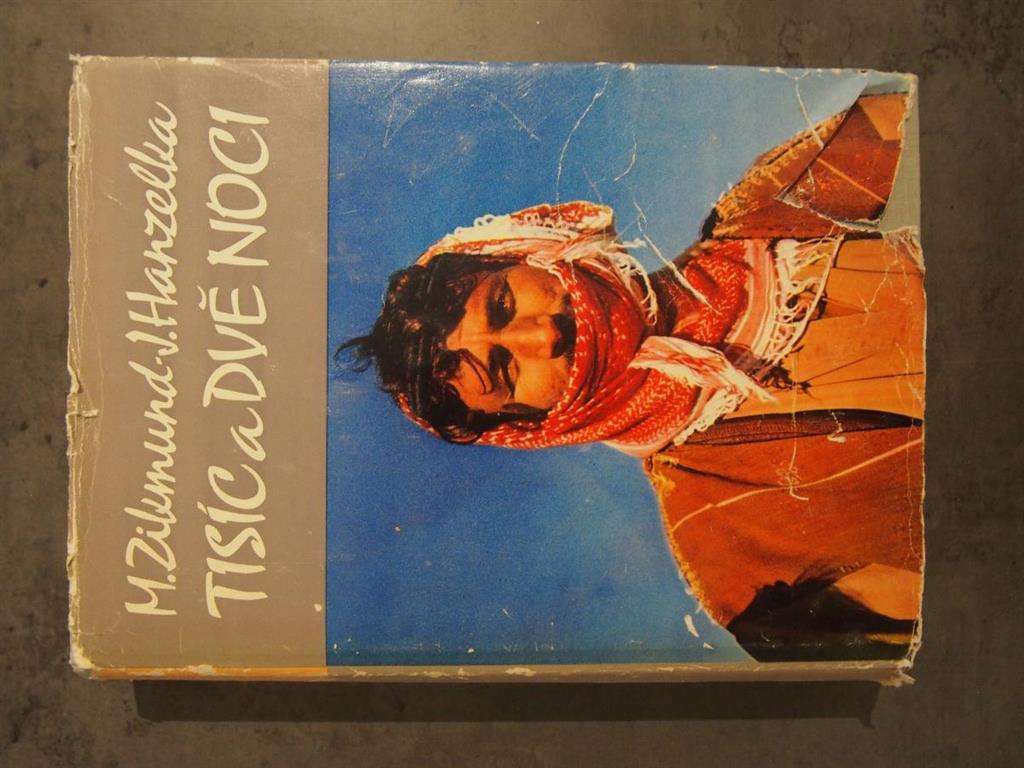 M.Zikmund-J.Hanzelka
TISÍC a DVĚ NOCI